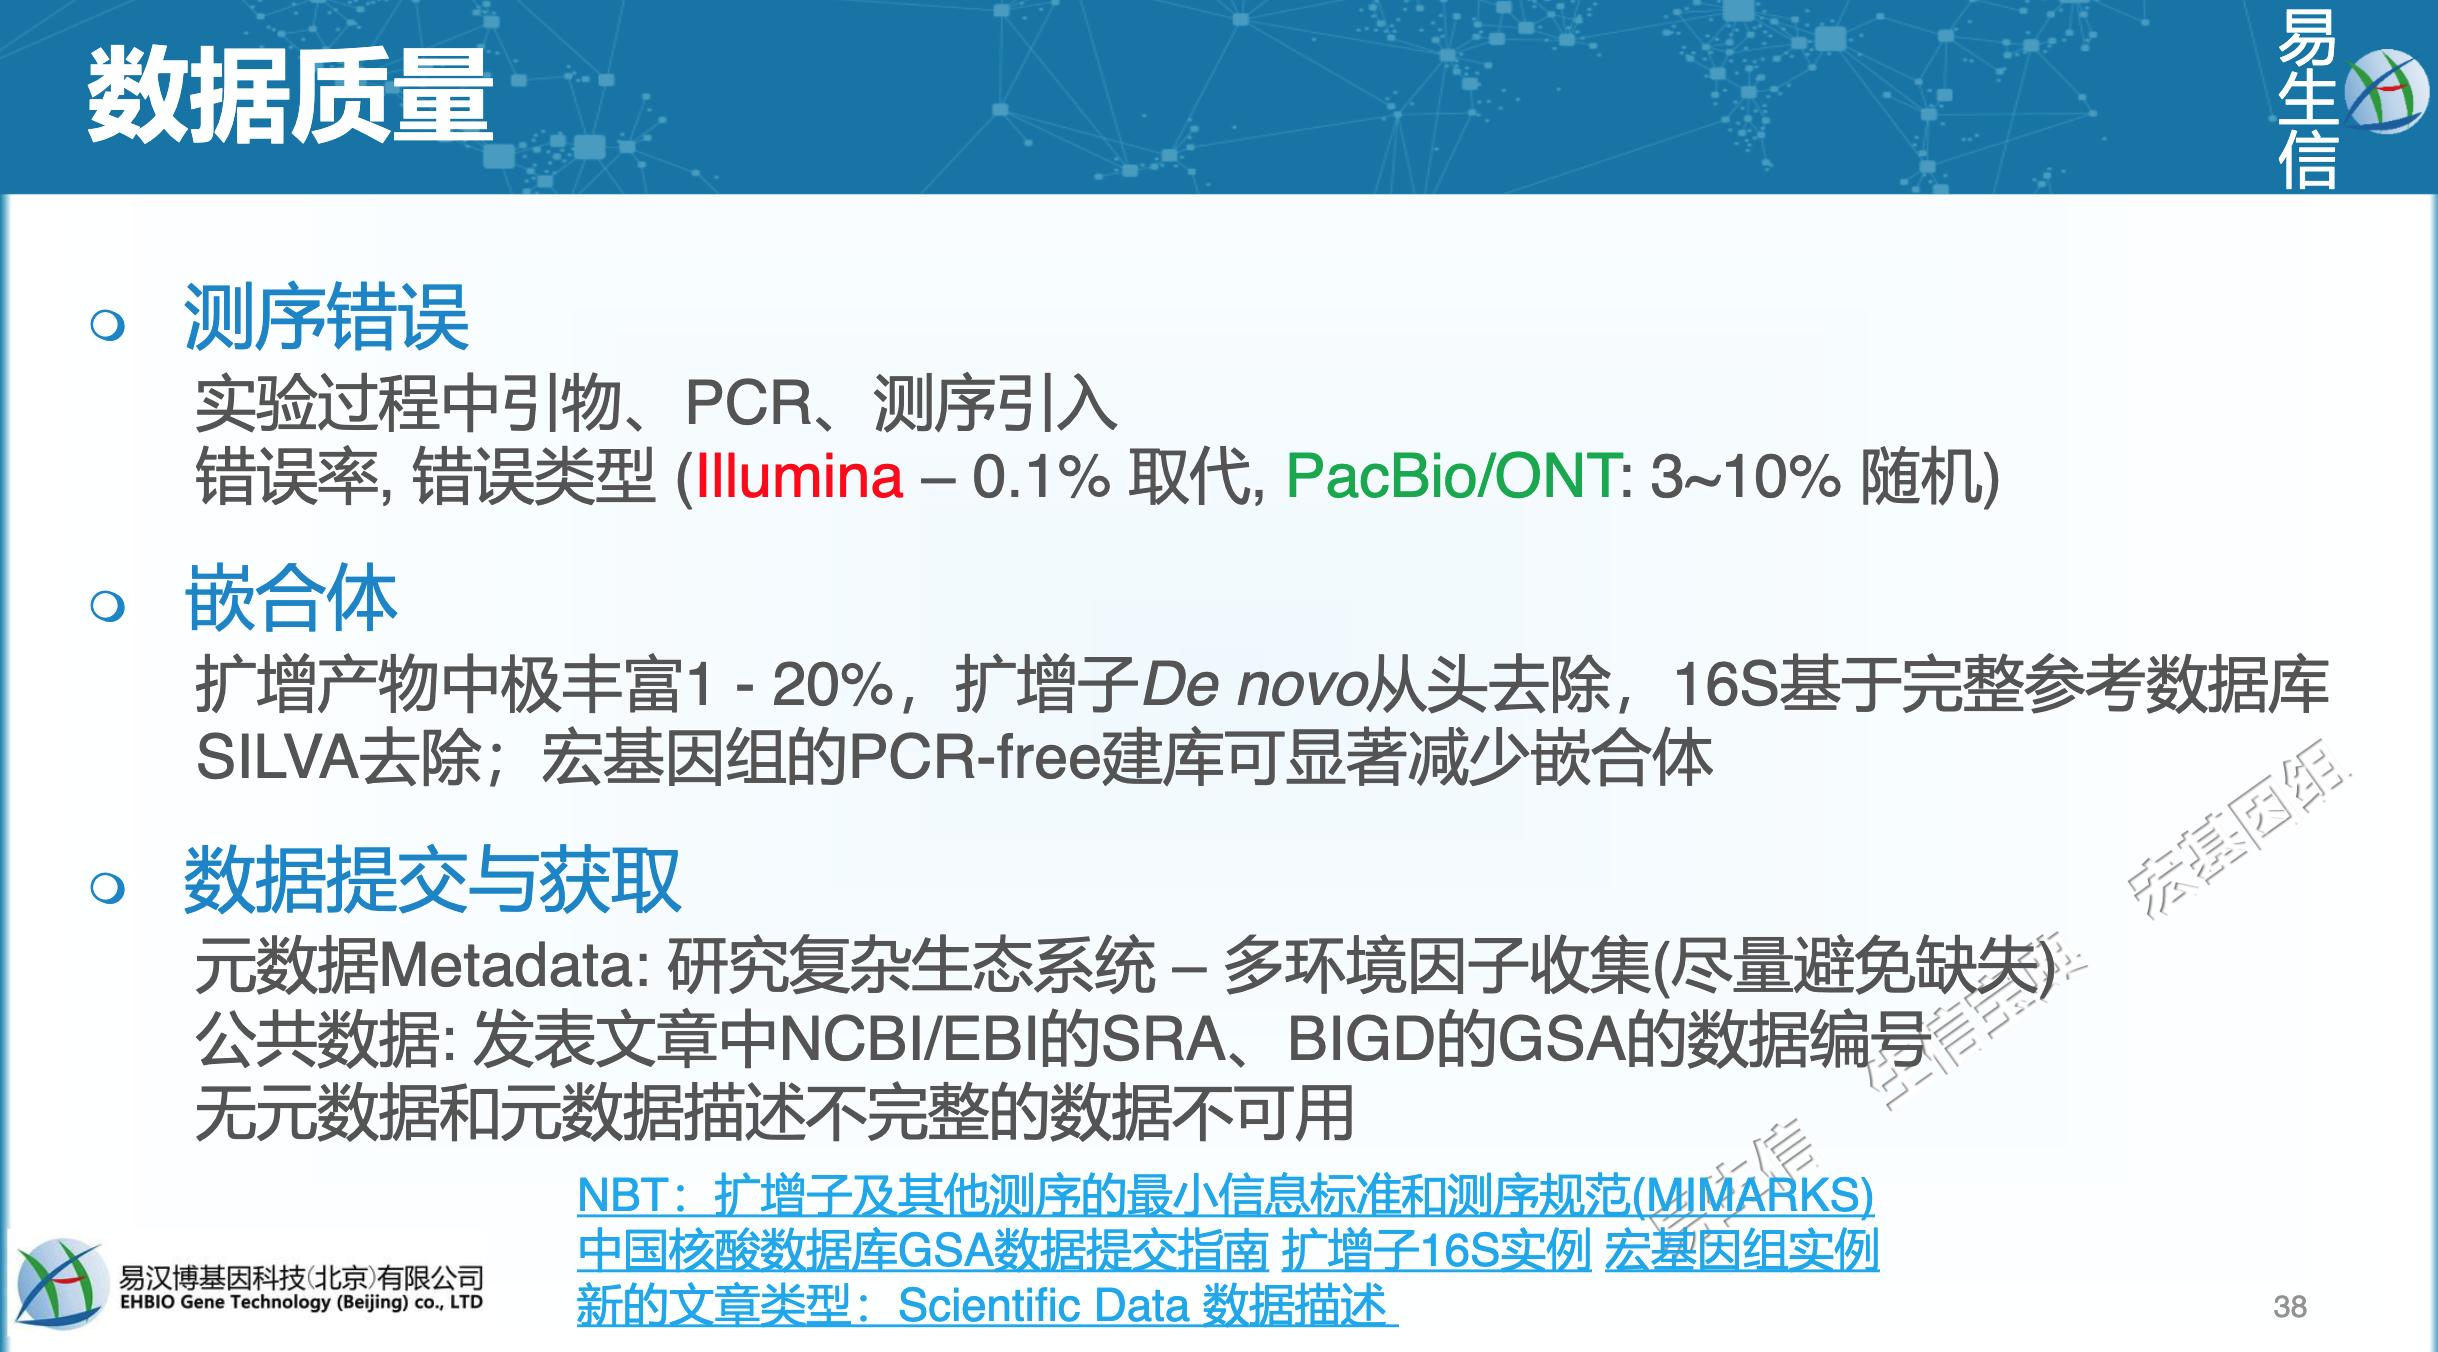 数据质量
易生信
测序错误
实验过程中引物、PCR、测序引入
错误率, 错误类型 (Illumina – 0.1% 取代, PacBio/ONT: 3~10% 随机)
嵌合体
扩增产物中极丰富1 - 20%，扩增子De novo从头去除，16S基于完整参考数据库
SILVA去除；宏基因组的PCR-free建库可显著减少嵌合体
数据提交与获取
元数据Metadata: 研究复杂生态系统 – 多环境因子收集(尽量避免缺失)
公共数据: 发表文章中NCBI/EBI的SRA、BIGD的GSA的数据编号
无元数据和元数据描述不完整的数据不可用
易生信 生信宝典 宏基因组
NBT：扩增子及其他测序的最小信息标准和测序规范(MIMARKS)
中国核酸数据库GSA数据提交指南 扩增子16S实例 宏基因组实例
新的文章类型：Scientific Data 数据描述
易汉博基因科技(北京)有限公司
EHBIO Gene Technology (Beijing) co., LTD
38